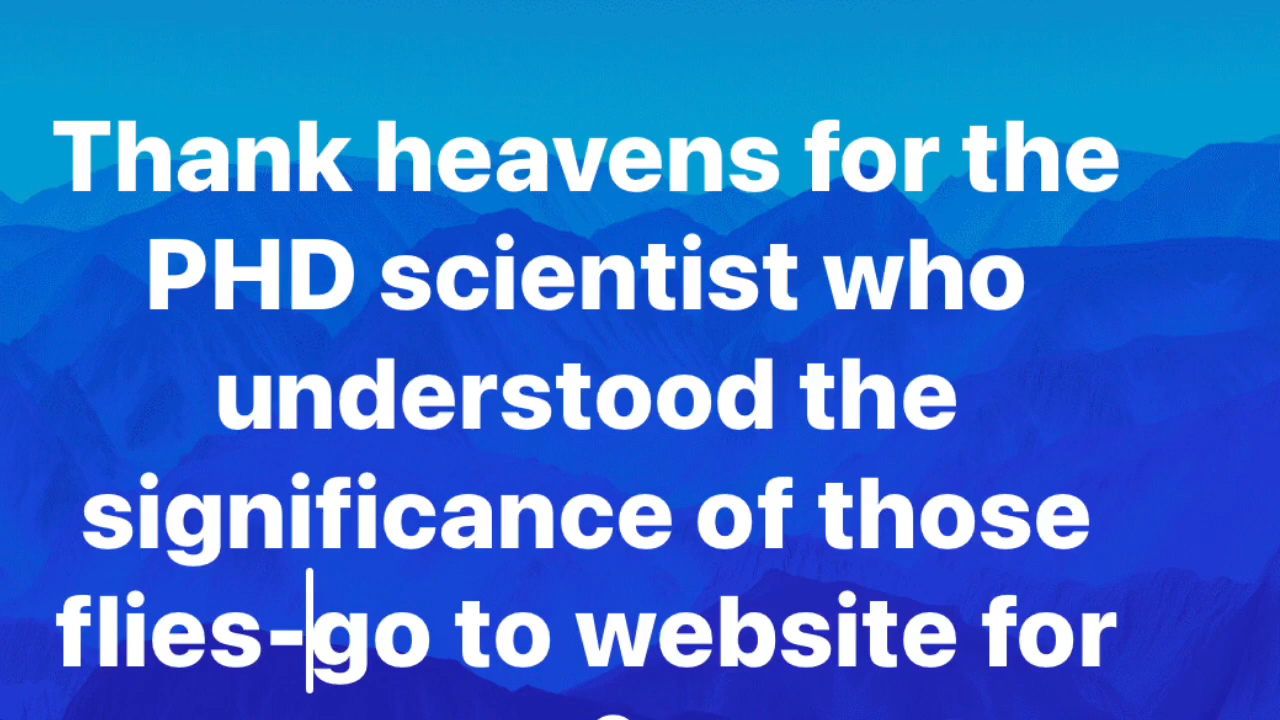 Thank heavens for the
PHD scientist who
understood the
significance of those
flies-go to website for